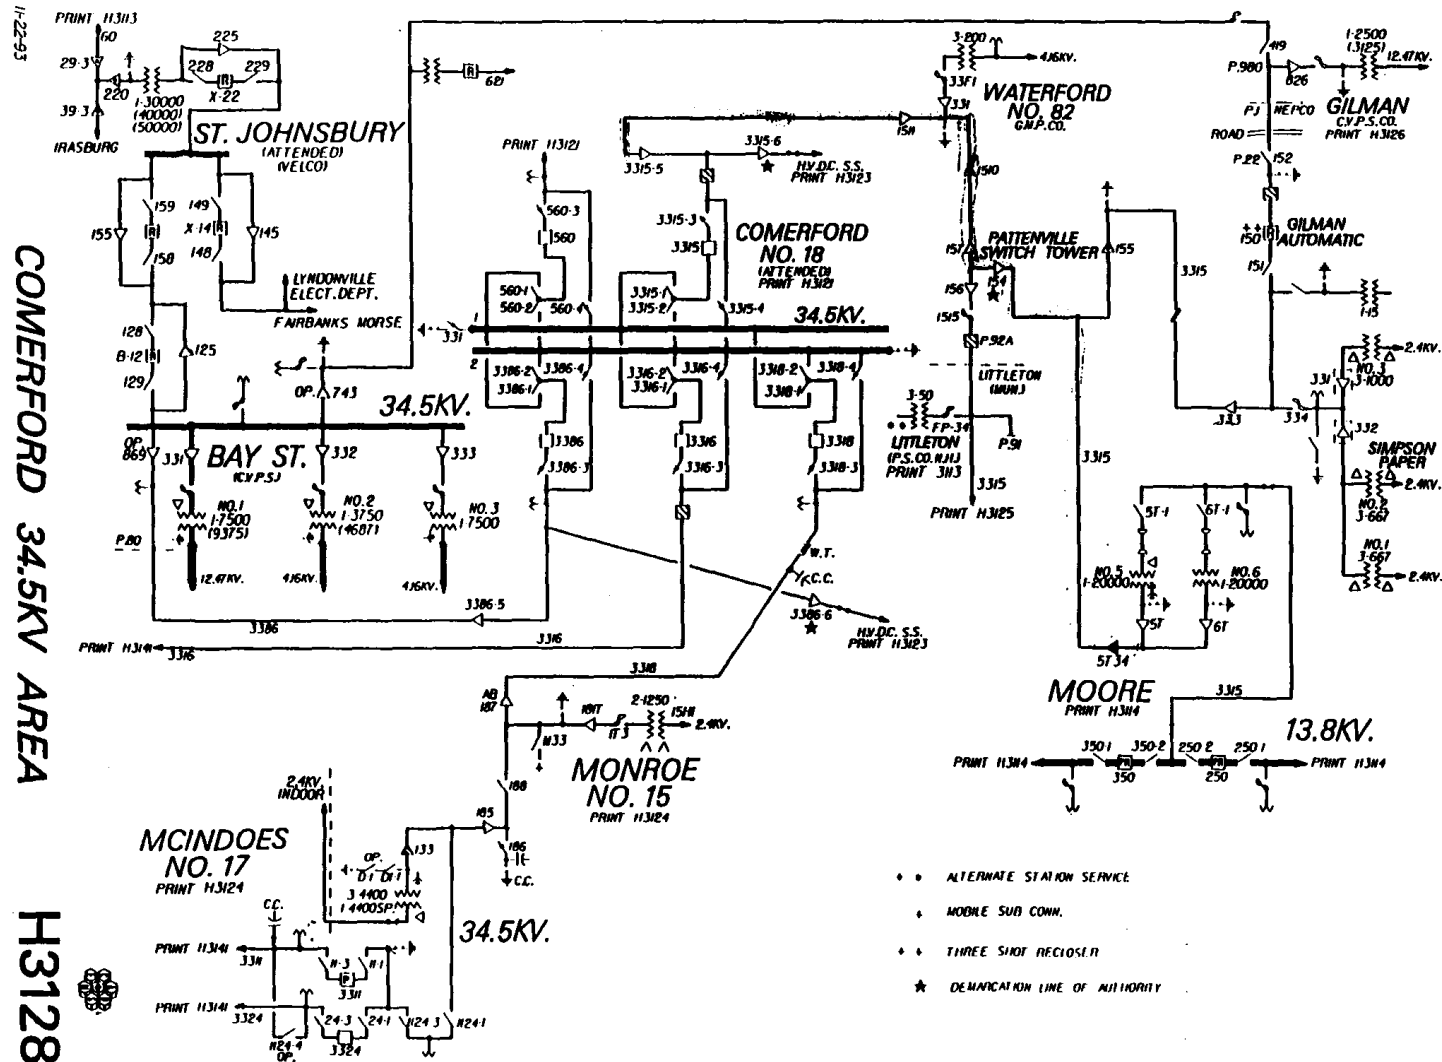 11-22-93
PRINT H3113
60
29-3
220
39-3
IRASBURG
225
228
229
X-22
1-30000
(40000)
(50000)
ST. JOHNSBURY
(ATTENDED)
(VELCO)
155
159
158
149
X-14
148
145
LYNDONVILLE
ELECT. DEPT.
FAIRBANKS MORSE
128
B-12
129
125
OP.
743
34.5KV.
621
OP.
869
331
BAY ST.
(C.V.P.S.)
332
333
NO.1
1-7500
(9375)
NO.2
1-3750
(4687)
NO.3
1-7500
P.80
12.47KV.
4.16KV.
4.16KV.
3386
3386-5
PRINT H3141
3316
3316
PRINT H3121
560-3
560
560-1
560-2
560-4
331
1
2
3315-5
3315-6
H.V.D.C. S.S.
PRINT H3123
3315-3
3315
3315-1
3315-2
3315-4
COMERFORD
NO. 18
(ATTENDED)
PRINT H3121
34.5KV.
3386-2
3386-1
3386-4
3386
3386-3
3316-2
3316-1
3316-4
3316
3316-3
3318-2
3318-1
3318-4
3318
3318-3
W.T.
C.C.
3386-6
H.V.D.C. S.S.
PRINT H3123
3318
3-200
4.16KV.
33F1
331
WATERFORD
NO. 82
G.M.P.CO.
1511
1510
157
PATTENVILLE
SWITCH TOWER
154
155
156
1515
P.92A
LITTLETON
(MUN.)
3-50
FP-34
LITTLETON
(P.S.CO.N.H.)
PRINT 3113
P.91
3315
PRINT H3125
419
P.980
826
1-2500
(3125)
12.47KV.
GILMAN
C.V.P.S.CO.
PRINT H3126
PJ
NEPCO
ROAD
P.22
152
GILMAN
AUTOMATIC
150
151
3315
1-15
333
334
331
332
NO.3
3-1000
2.4KV.
SIMPSON
PAPER
NO.2
3-667
2.4KV.
NO.1
3-667
2.4KV.
3315
5T-1
6T-1
NO.5
1-20000
NO.6
1-20000
5T
6T
5T34
MOORE
PRINT H3114
3315
13.8KV.
PRINT H3114
350-1
350-2
350
250-2
250-1
250
PRINT H3114
AB
187
181T
1T3
2-1250
15H1
2.4KV.
M33
MONROE
NO. 15
PRINT H3124
188
185
186
C.C.
2.4KV.
INDOOR
MCINDOES
NO. 17
PRINT H3124
OP.
D-1
133
3 4400
1 4400SP.
34.5KV.
C.C.
PRINT H3141
3311
3311
PRINT H3141
3324
24-3
24-1
3324
OP.
• • ALTERNATE STATION SERVICE
MOBILE SUB CONN.
+ + THREE SHOT RECLOSER
★ DEMARCATION LINE OF AUTHORITY
COMERFORD 34.5KV AREA
H3128